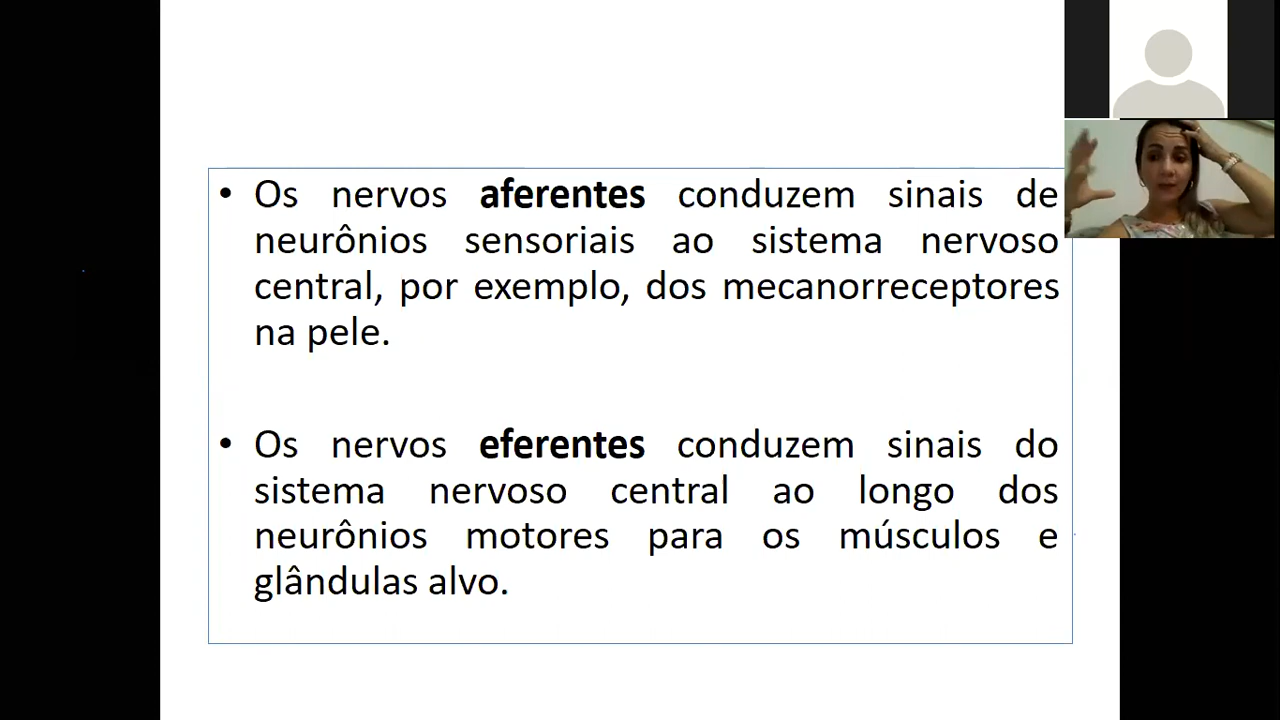 • Os nervos aferentes conduzem sinais de
neurônios sensoriais ao sistema nervoso
central, por exemplo, dos mecanorreceptores
na pele.
• Os nervos eferentes conduzem sinais do
sistema nervoso central ao longo dos
neurônios motores para os músculos e
glândulas alvo.